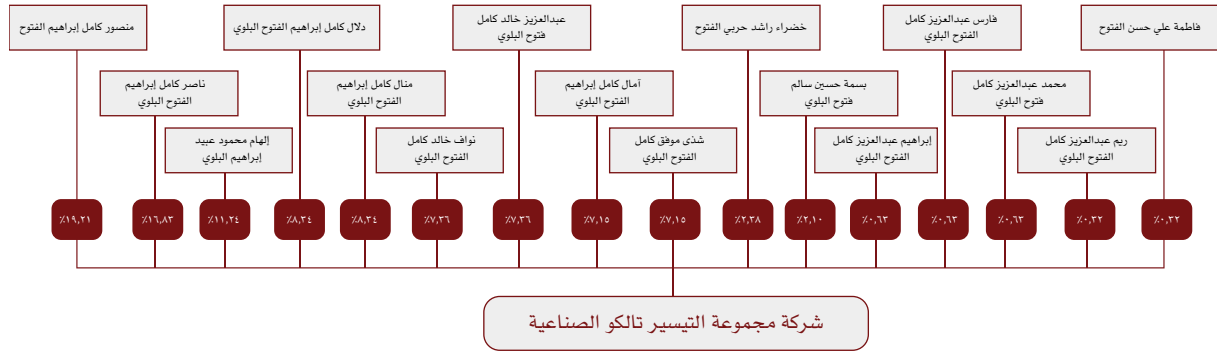 فاطمة علي حسن الفتوح
فارس عبدالعزيز كامل
الفتوح البلوي
خضراء راشد حربي الفتوح
عبدالعزيز خالد كامل
فتوح البلوي
دلال كامل إبراهيم الفتوح البلوي
منصور كامل إبراهيم الفتوح
محمد عبدالعزيز كامل
فتوح البلوي
بسمة حسين سالم
فتوح البلوي
آمال كامل إبراهيم
الفتوح البلوي
منال كامل إبراهيم
الفتوح البلوي
ناصر كامل إبراهيم
الفتوح البلوي
ريم عبدالعزيز كامل
الفتوح البلوي
إبراهيم عبدالعزيز كامل
الفتوح البلوي
شذى موفق كامل
الفتوح البلوي
نواف خالد كامل
الفتوح البلوي
إلهام محمود عبيد
إبراهيم البلوي
٪٠,٣٢
٪٠,٣٢
٪٠,٦٣
٪٠,٦٣
٪٠,٦٣
٪٢,١٠
٪٢,٣٨
٪٧,١٥
٪٧,١٥
٪٧,٣٦
٪٧,٣٦
٪٨,٣٤
٪٨,٣٤
٪١١,٢٤
٪١٦,٨٣
٪١٩,٢١
شركة مجموعة التيسير تالكو الصناعية